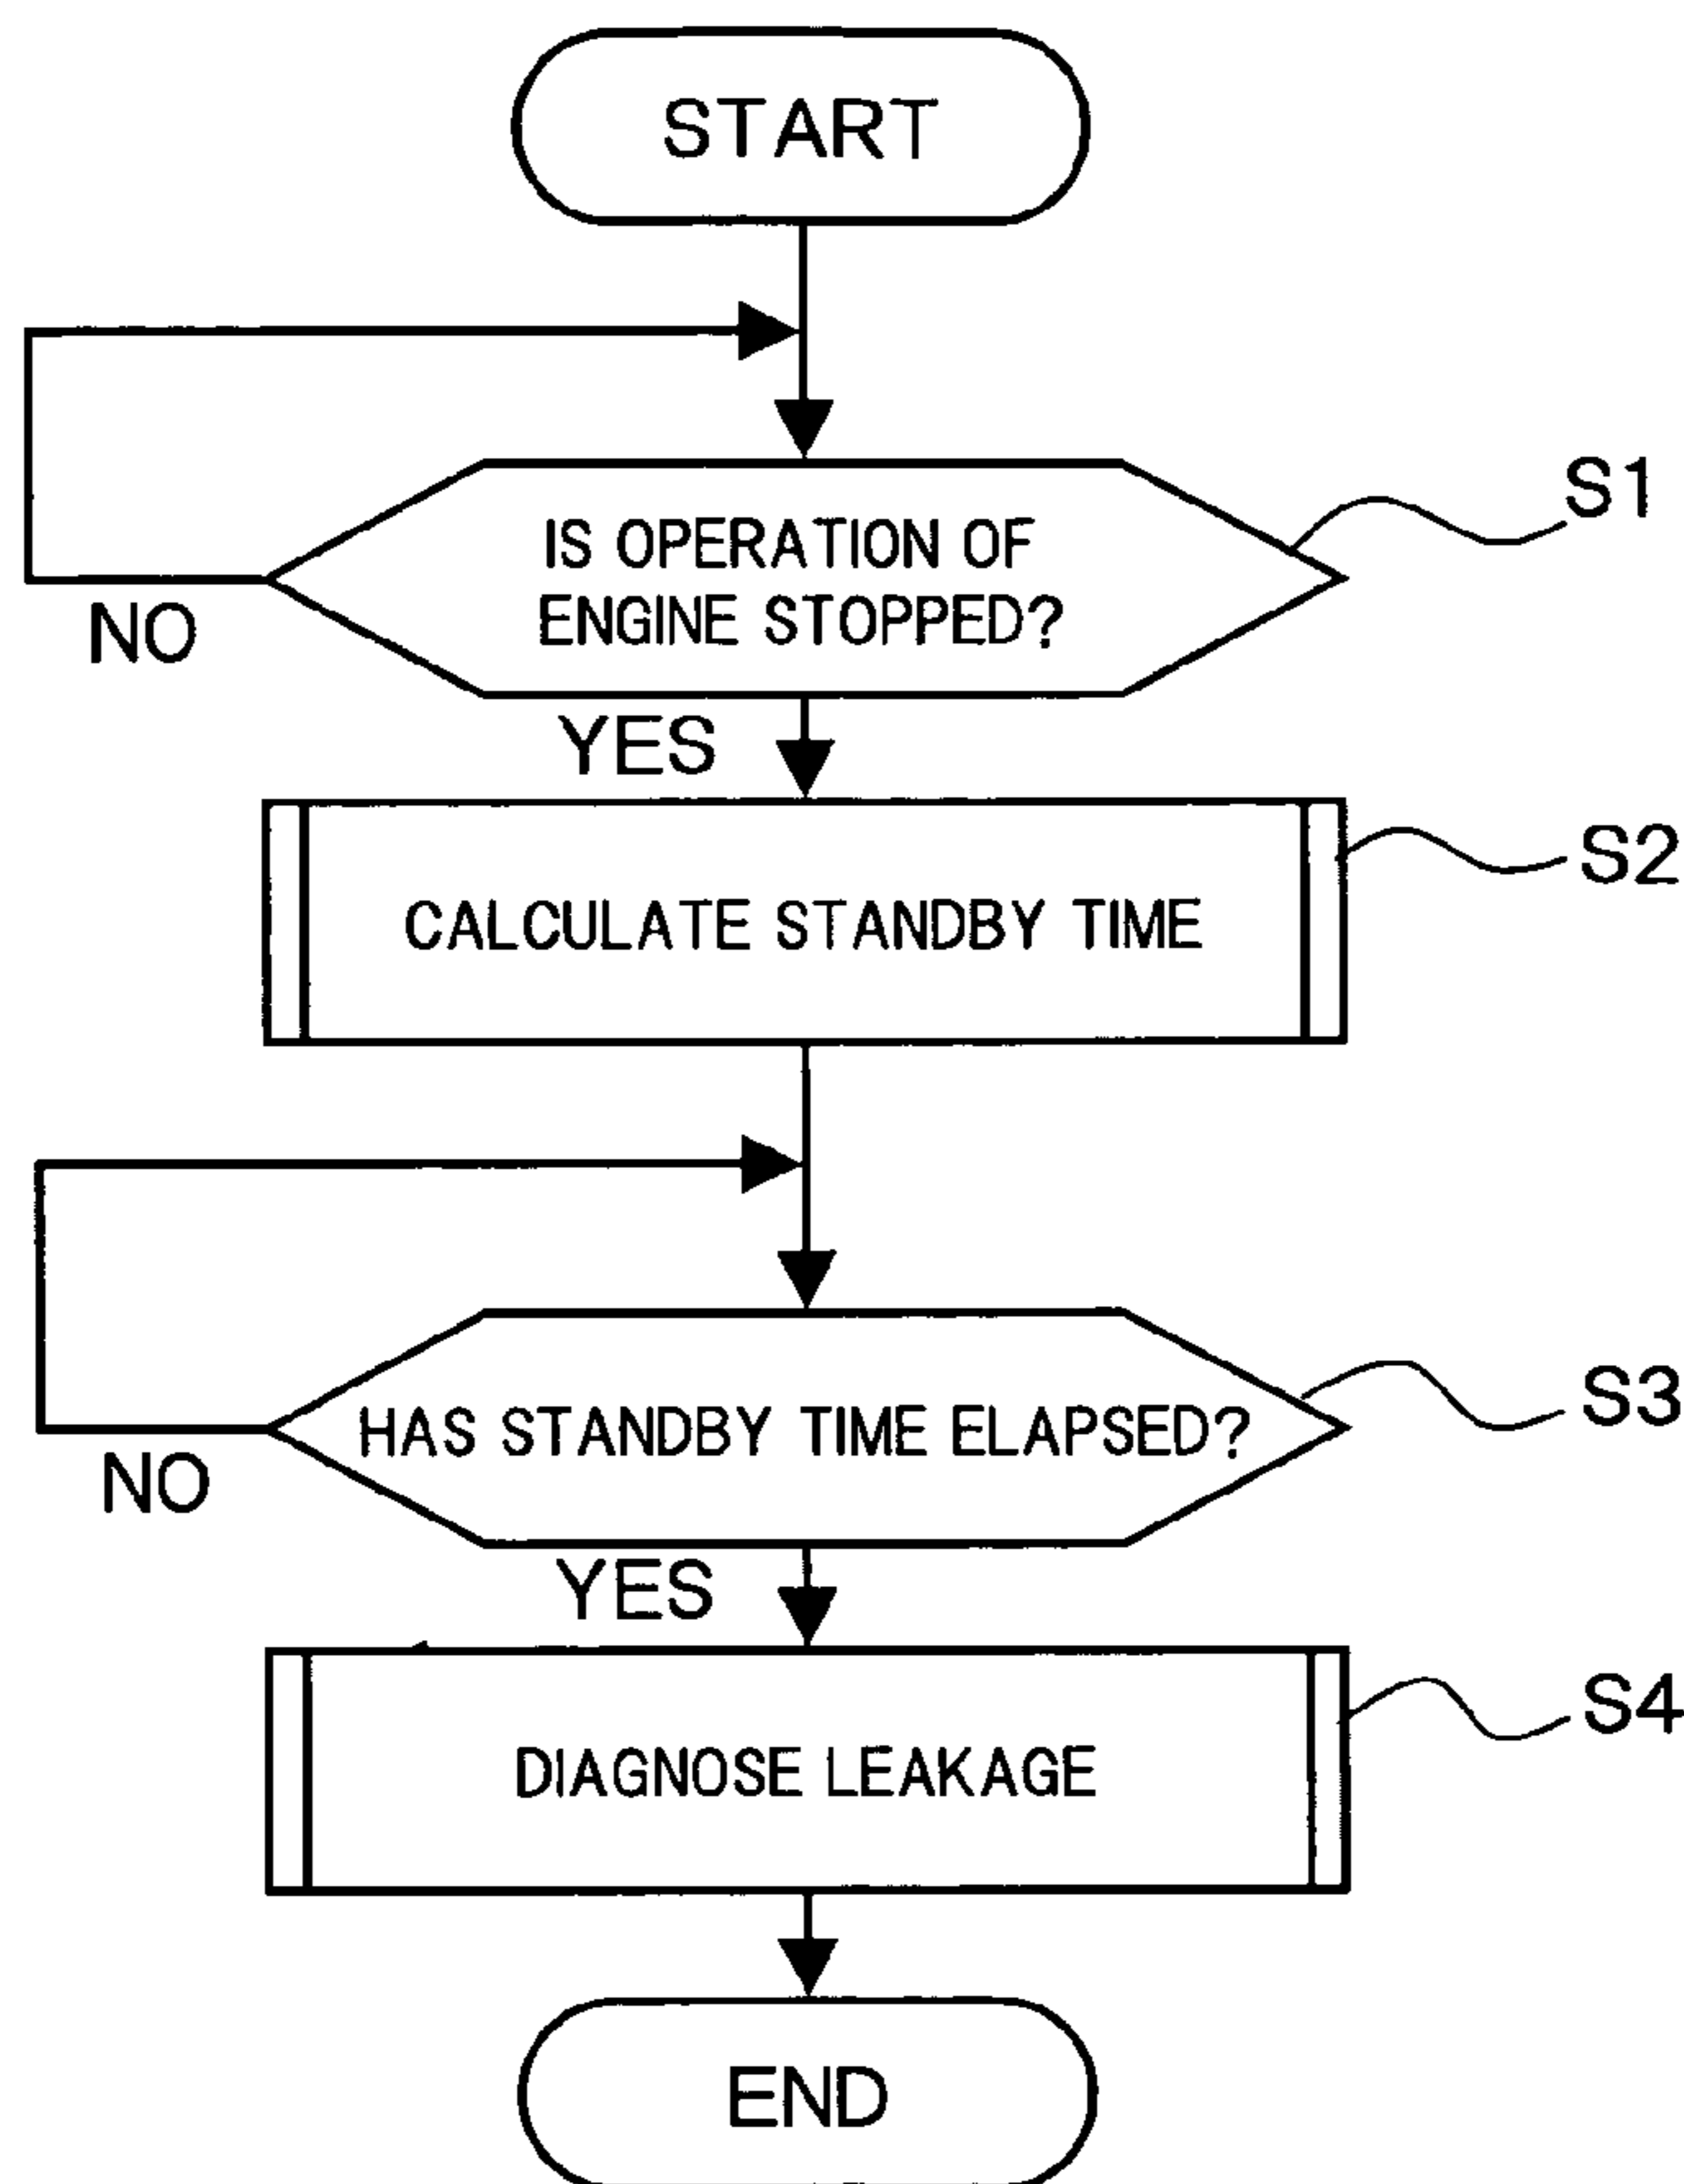 START
IS OPERATION OF
ENGINE STOPPED?
S1
NO
YES
CALCULATE STANDBY TIME
S2
HAS STANDBY TIME ELAPSED?
S3
NO
YES
DIAGNOSE LEAKAGE
S4
END